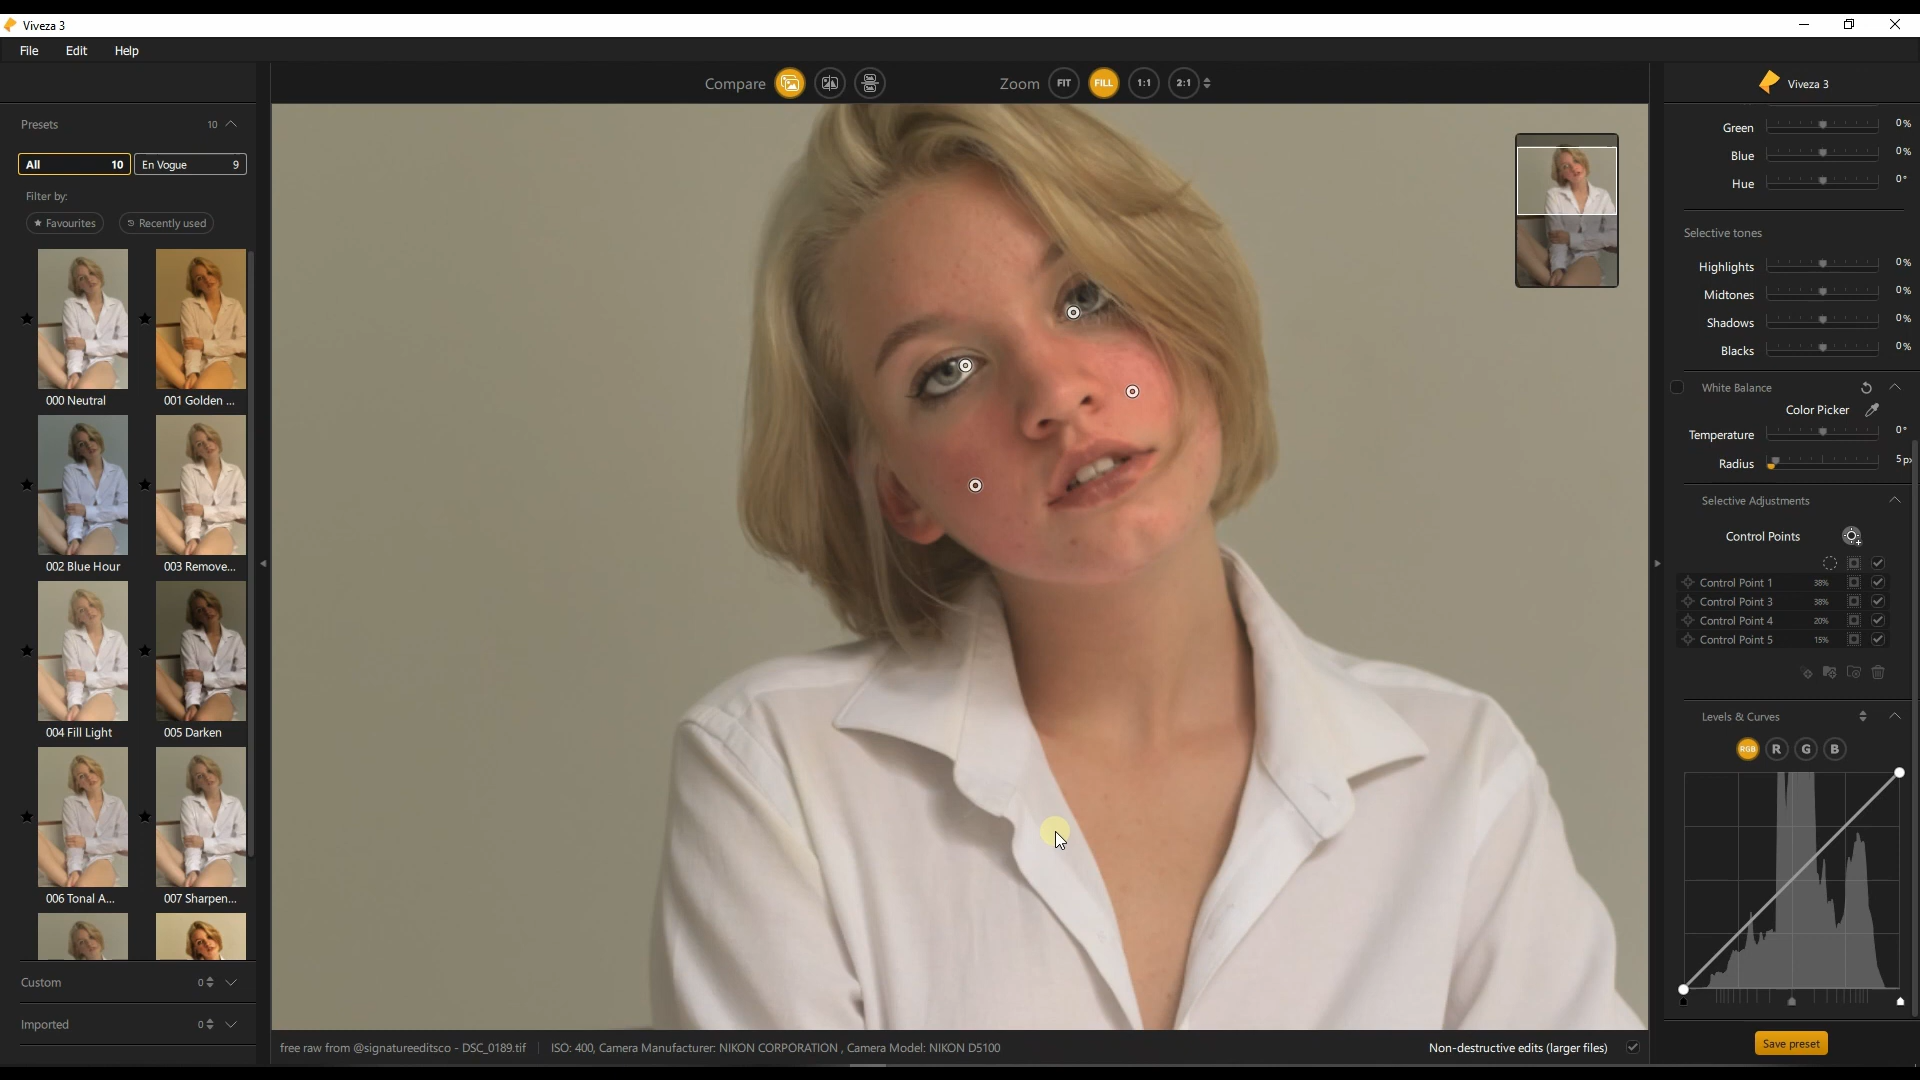 Viveza 3
File Edit Help
Compare Zoom FIT FILL 1:1 2:1
Viveza 3
Presets 10
All 10 En Vogue 9
Filter by:
Favourites Recently used
000 Neutral 001 Golden ...
002 Blue Hour 003 Remove...
004 Fill Light 005 Darken
006 Tonal A... 007 Sharpen...
Custom 0
Imported 0
Green 0%
Blue 0%
Hue 0°
Selective tones
Highlights 0%
Midtones 0%
Shadows 0%
Blacks 0%
White Balance
Color Picker
Temperature 0°
Radius 5 px
Selective Adjustments
Control Points
Control Point 1 38%
Control Point 3 38%
Control Point 4 20%
Control Point 5 15%
Levels & Curves
RGB R G B
Save preset
free raw from @signatureeditsco - DSC_0189.tif ISO: 400, Camera Manufacturer: NIKON CORPORATION , Camera Model: NIKON D5100
Non-destructive edits (larger files)